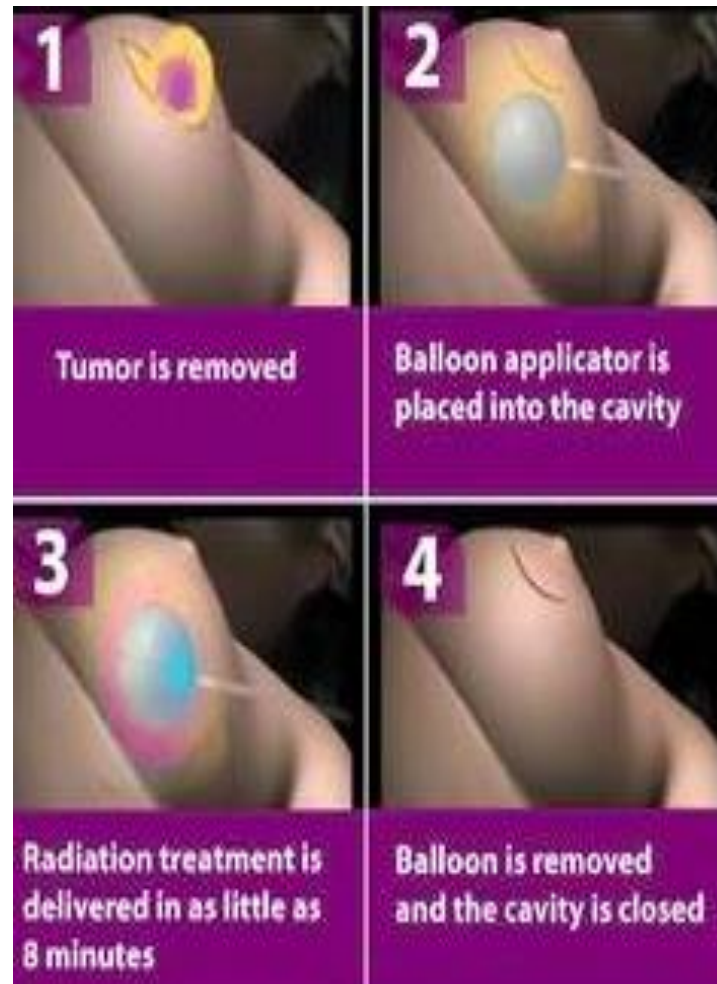 1
Tumor is removed
2
Balloon applicator is
placed into the cavity
3
Radiation treatment is
delivered in as little as
8 minutes
4
Balloon is removed
and the cavity is closed